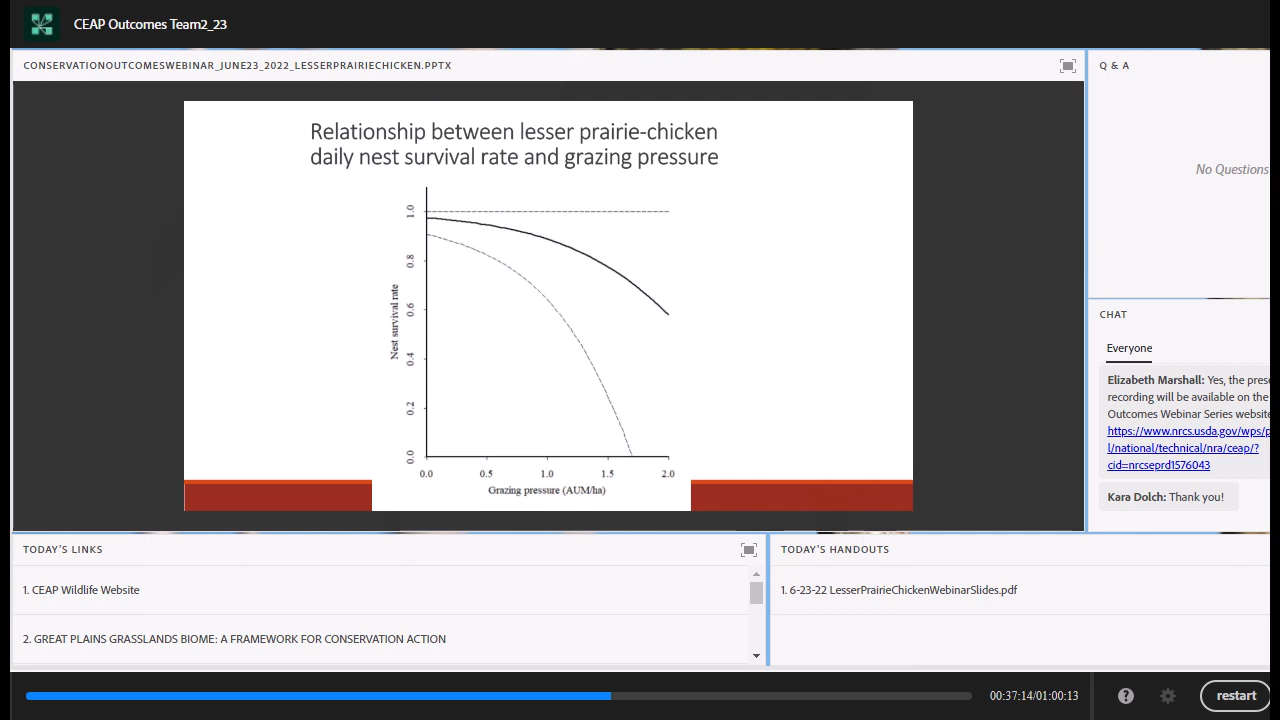 CEAP Outcomes Team2_23
CONSERVATIONOUTCOMESWEBINAR_JUNE23_2022_LESSERPRAIRIECHICKEN.PPTX
Relationship between lesser prairie-chicken
daily nest survival rate and grazing pressure
1.0
0.8
0.6
0.4
0.2
0.0
Nest survival rate
0.0 0.5 1.0 1.5 2.0
Grazing pressure (AUM/ha)
Q & A
No Questions
CHAT
Everyone
Elizabeth Marshall: Yes, the prese
recording will be available on the
Outcomes Webinar Series website
https://www.nrcs.usda.gov/wps/p
l/national/technical/nra/ceap/?
cid=nrcseprd1576043
Kara Dolch: Thank you!
TODAY'S LINKS
1. CEAP Wildlife Website
2. GREAT PLAINS GRASSLANDS BIOME: A FRAMEWORK FOR CONSERVATION ACTION
TODAY'S HANDOUTS
1. 6-23-22 LesserPrairieChickenWebinarSlides.pdf
00:37:14/01:00:13
?
restart